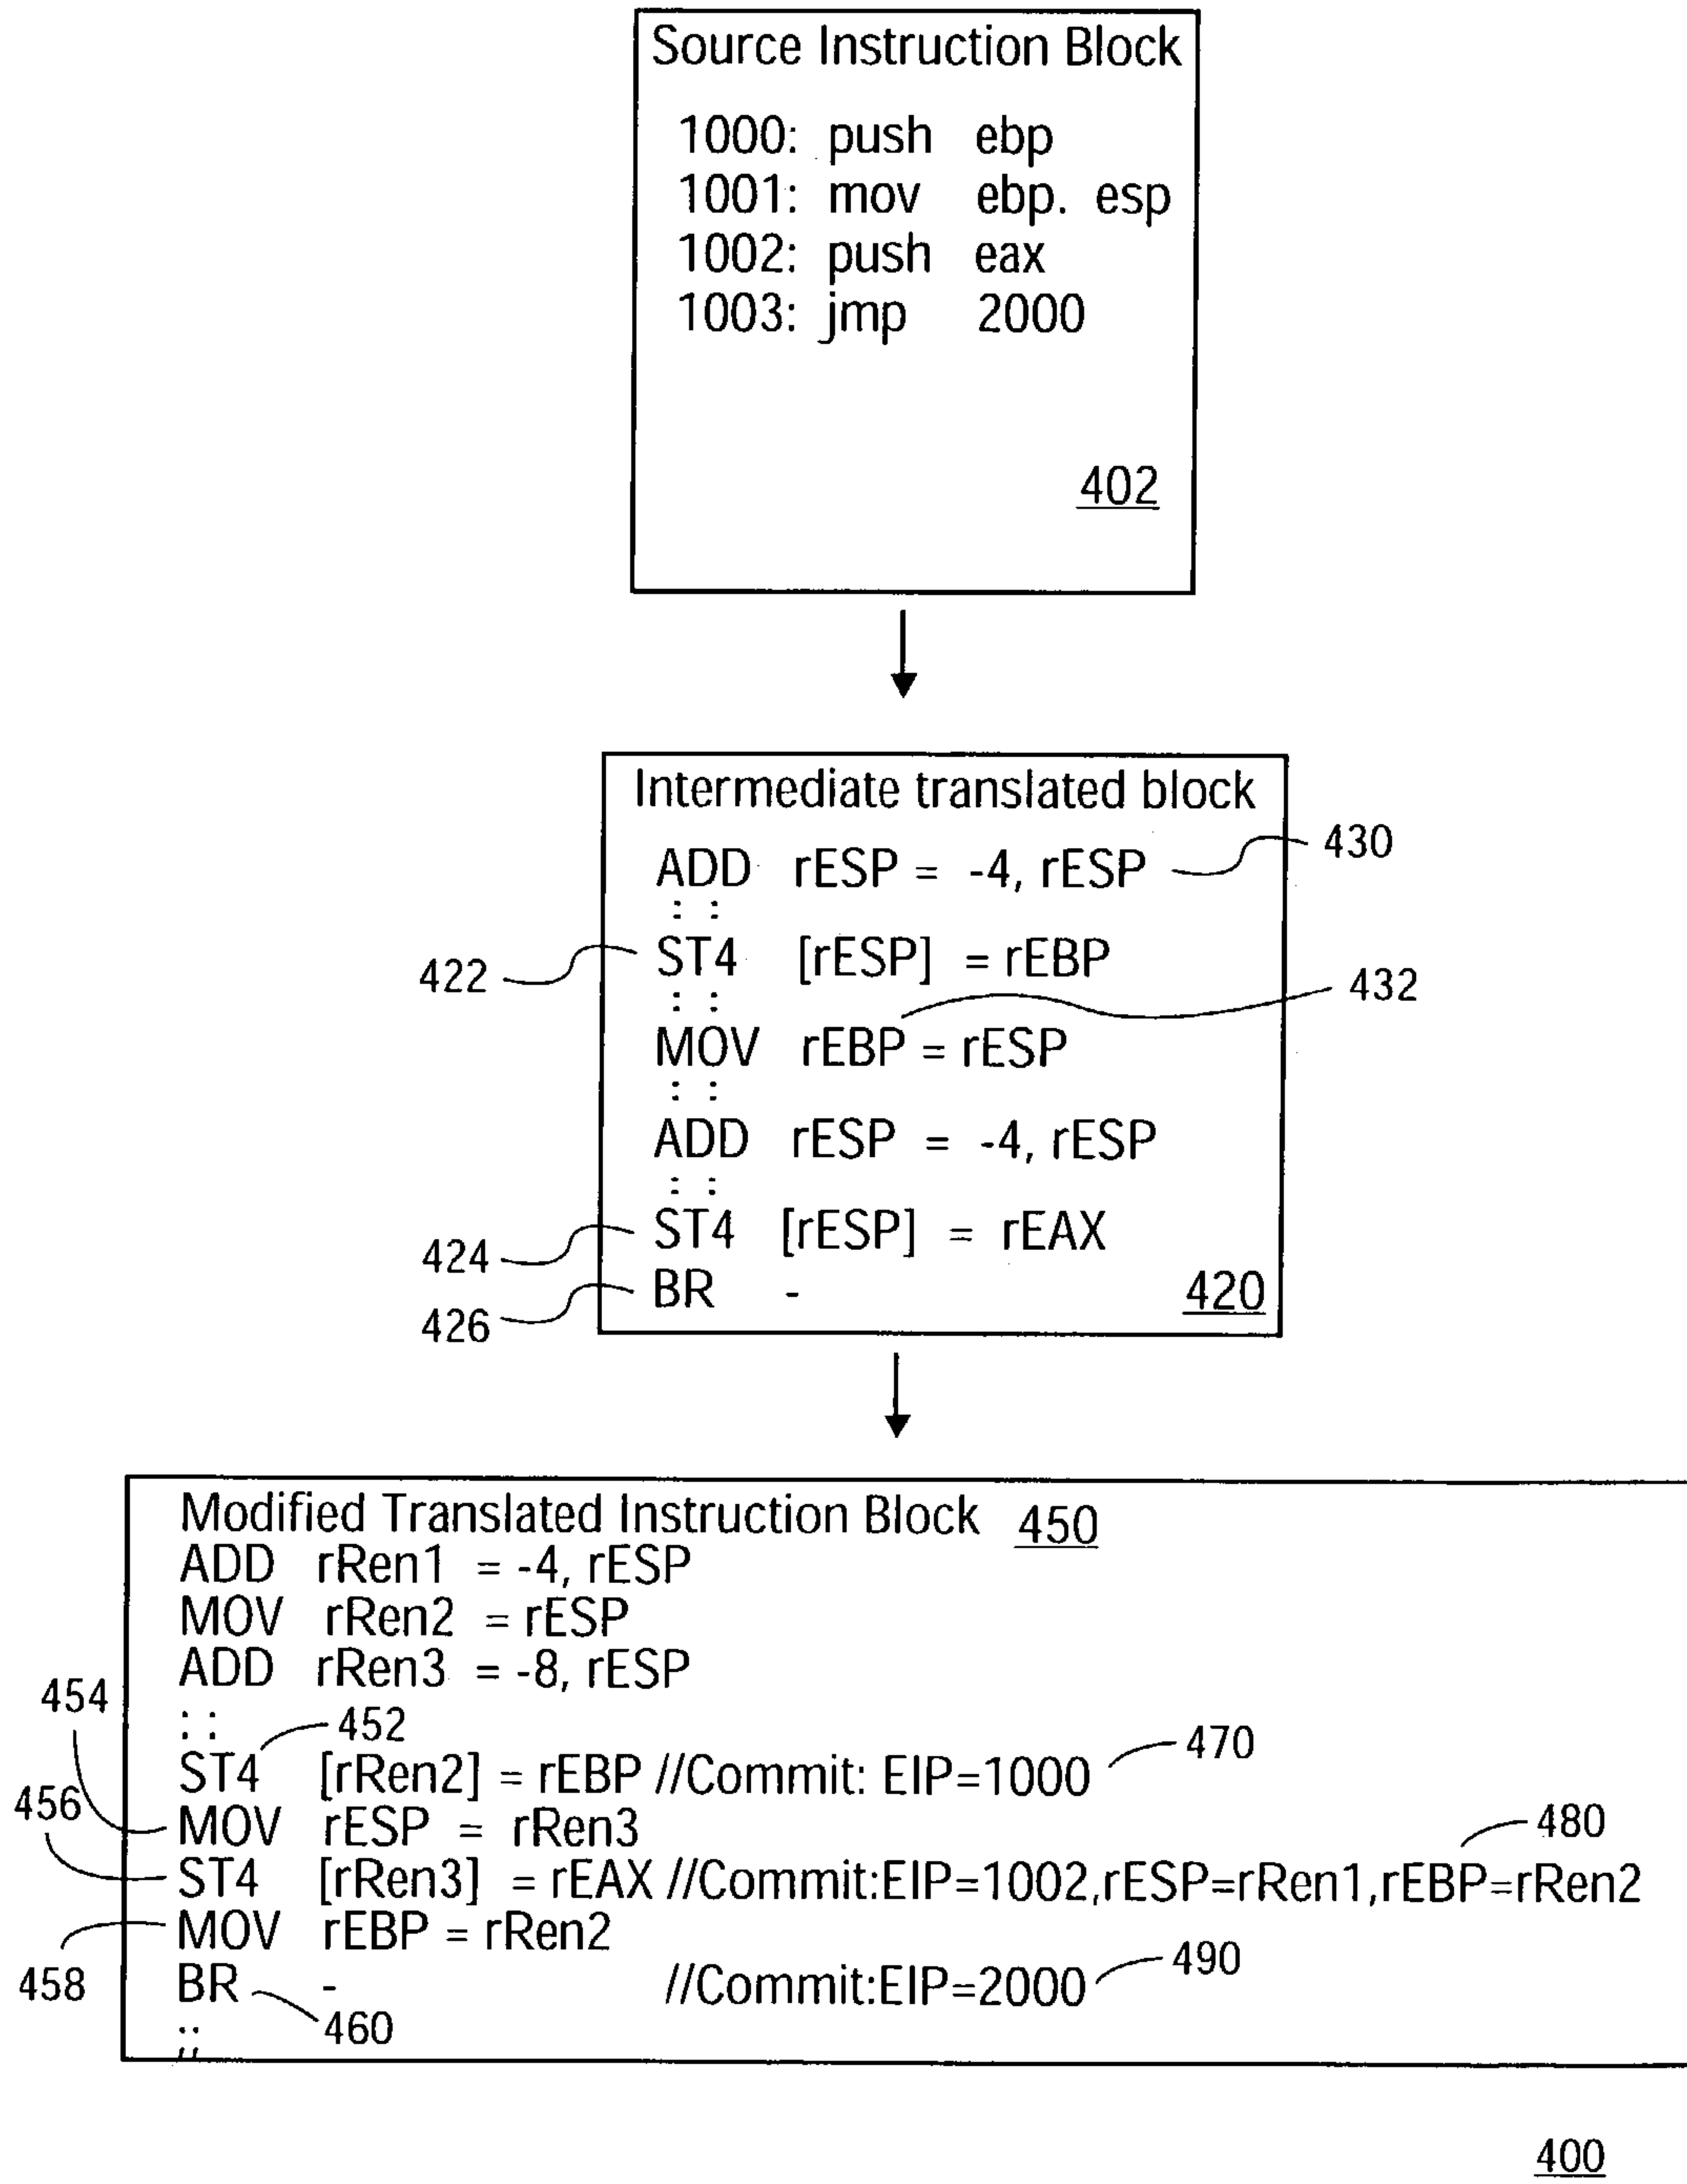 Source Instruction Block
1000: push ebp
1001: mov ebp. esp
1002: push eax
1003: jmp 2000
402
Intermediate translated block
ADD rESP = -4, rESP
430
: :
422
ST4 [rESP] = rEBP
: :
432
MOV rEBP = rESP
: :
ADD rESP = -4, rESP
: :
424
ST4 [rESP] = rEAX
426
BR -
420
Modified Translated Instruction Block 450
ADD rRen1 = -4, rESP
MOV rRen2 = rESP
ADD rRen3 = -8, rESP
454
: :
452
470
ST4 [rRen2] = rEBP //Commit: EIP=1000
456
MOV rESP = rRen3
480
ST4 [rRen3] = rEAX //Commit:EIP=1002,rESP=rRen1,rEBP=rRen2
MOV rEBP = rRen2
490
458
BR - //Commit:EIP=2000
460
;;
400